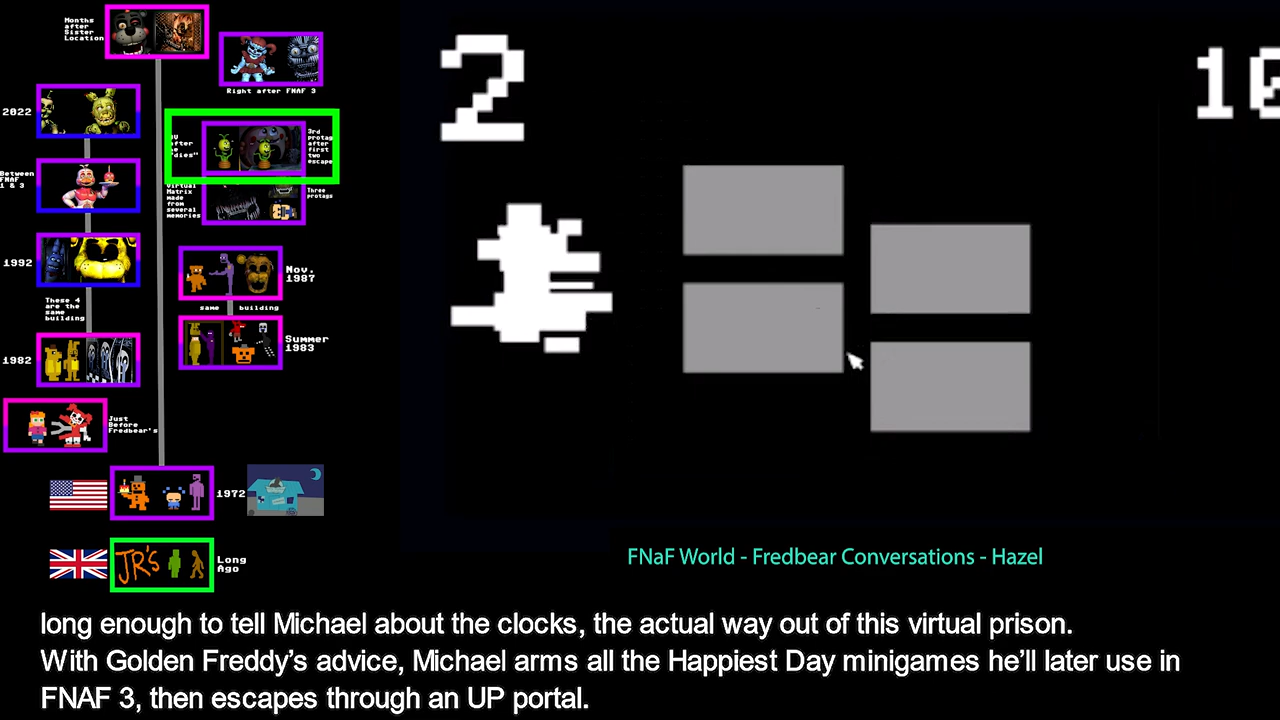 Months
after
Sister
Location
Right after FNAF 3
2022
after
"dies"
3rd
protag
after
first
two
escape
Between
FNAF
1 & 3
Virtual
Matrix
made
from
several
memories
Three
protags
1992
Nov.
1987
same building
These 4
are the
same
building
Summer
1983
1982
Just
Before
Fredbear's
1972
JR's
Long
Ago
2
10
FNaF World - Fredbear Conversations - Hazel
long enough to tell Michael about the clocks, the actual way out of this virtual prison.
With Golden Freddy's advice, Michael arms all the Happiest Day minigames he'll later use in
FNAF 3, then escapes through an UP portal.